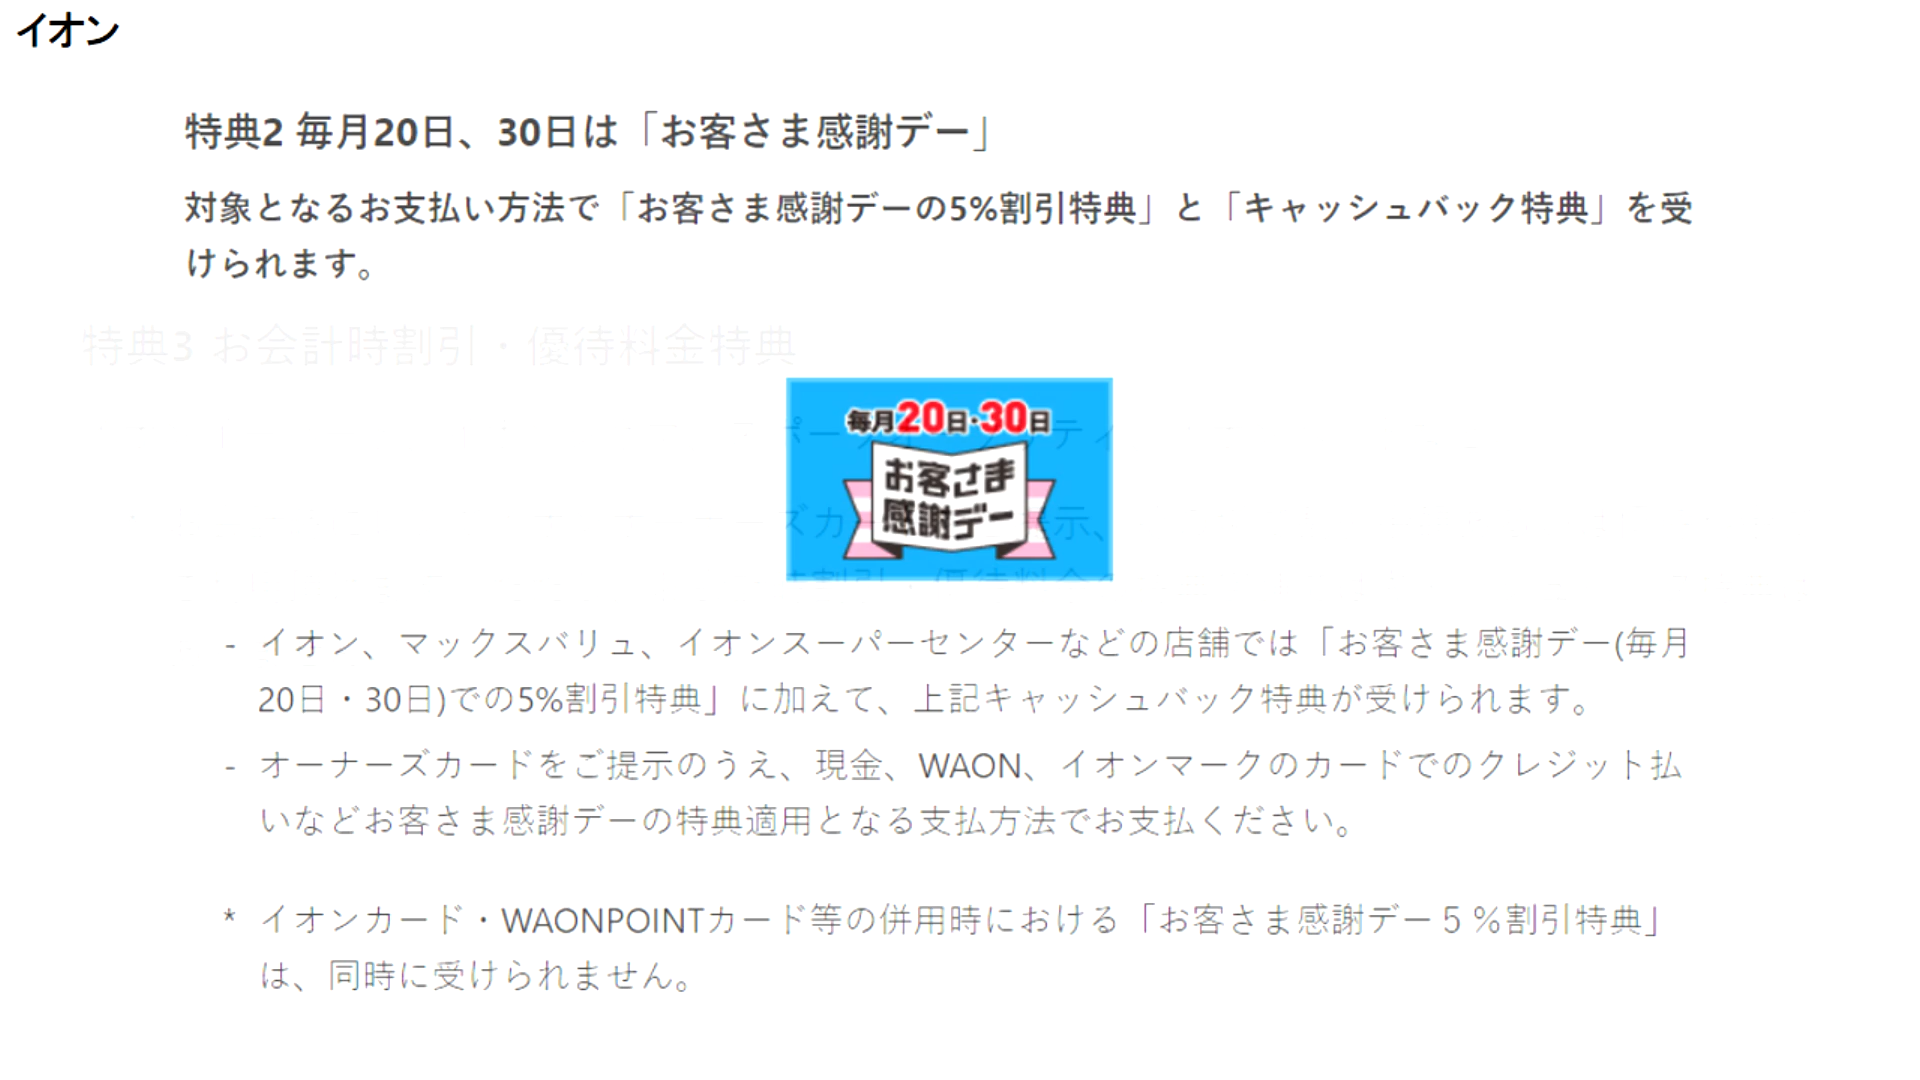 イオン
特典2 毎月20日、30日は「お客さま感謝デー」
対象となるお支払い方法で「お客さま感謝デーの5%割引特典」と「キャッシュバック特典」を受
けられます。
特典3 お会計時割引・優待料金特典
毎月20日・30日
お客さま
感謝デー
- イオン、マックスバリュ、イオンスーパーセンターなどの店舗では「お客さま感謝デー(毎月
20日・30日)での5%割引特典」に加えて、上記キャッシュバック特典が受けられます。
- オーナーズカードをご提示のうえ、現金、WAON、イオンマークのカードでのクレジット払
いなどお客さま感謝デーの特典適用となる支払方法でお支払ください。
* イオンカード・WAONPOINTカード等の併用時における「お客さま感謝デー５％割引特典」
は、同時に受けられません。